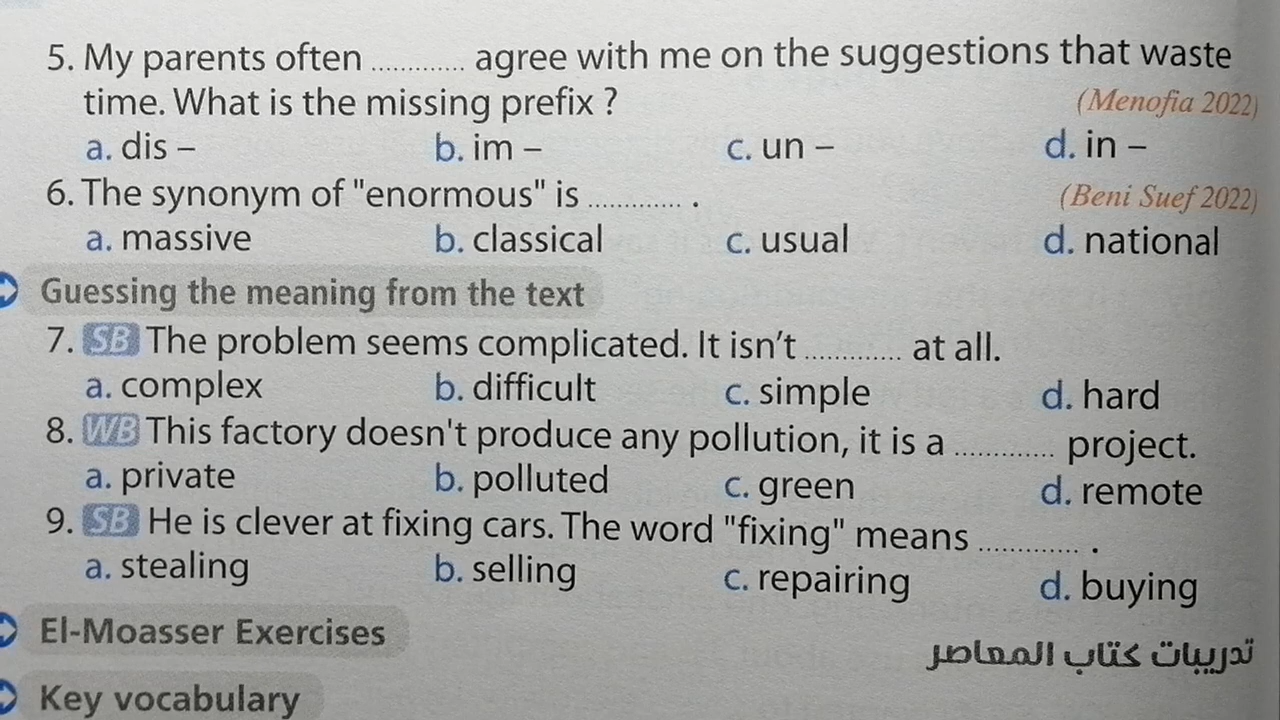 5. My parents often ............. agree with me on the suggestions that waste
time. What is the missing prefix ? (Menofia 2022)
a. dis – b. im – c. un – d. in –
6. The synonym of "enormous" is ............. . (Beni Suef 2022)
a. massive b. classical c. usual d. national
Guessing the meaning from the text
7. SB The problem seems complicated. It isn't ............. at all.
a. complex b. difficult c. simple d. hard
8. WB This factory doesn't produce any pollution, it is a ............. project.
a. private b. polluted c. green d. remote
9. SB He is clever at fixing cars. The word "fixing" means ............. .
a. stealing b. selling c. repairing d. buying
El-Moasser Exercises تدريبات كتاب المعاصر
Key vocabulary